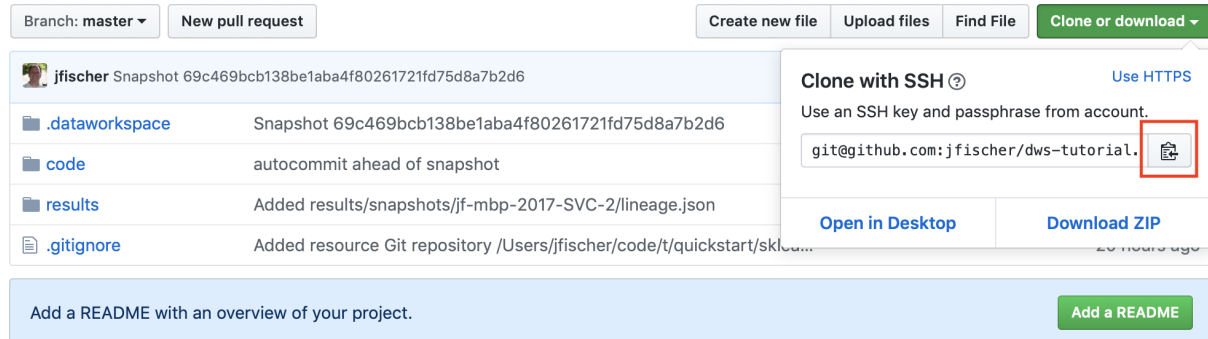 Branch: master
New pull request
Create new file
Upload files
Find File
Clone or download
jfischer Snapshot 69c469bcb138be1aba4f80261721fd75d8a7b2d6
Clone with SSH
Use HTTPS
Use an SSH key and passphrase from account.
git@github.com:jfischer/dws-tutorial.
Open in Desktop
Download ZIP
.dataworkspace Snapshot 69c469bcb138be1aba4f80261721fd75d8a7b2d6
code autocommit ahead of snapshot
results Added results/snapshots/jf-mbp-2017-SVC-2/lineage.json
.gitignore Added resource Git repository /Users/jfischer/code/t/quickstart/sklea... hours ago
Add a README with an overview of your project.
Add a README